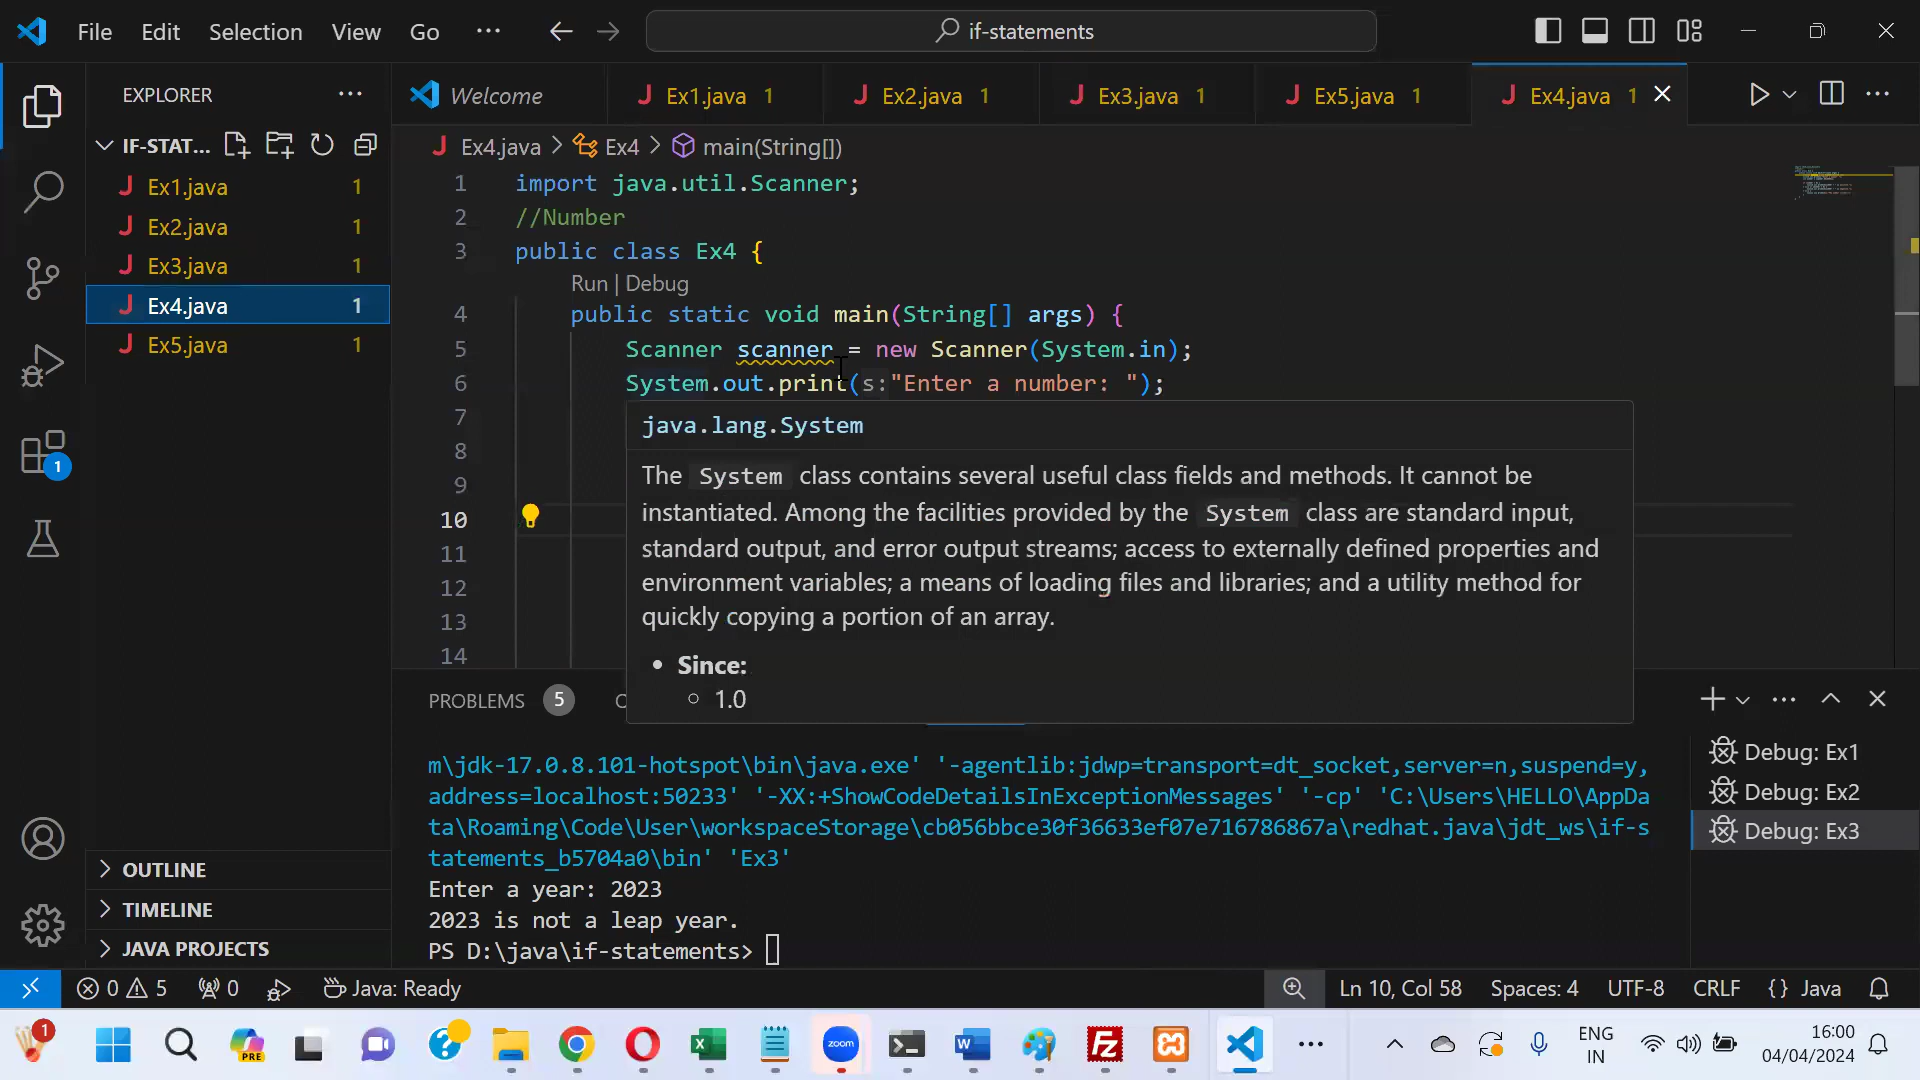 File Edit Selection View Go ··· if-statements
EXPLORER ···
Welcome Ex1.java 1 Ex2.java 1 Ex3.java 1 Ex5.java 1 Ex4.java 1
IF-STAT...
Ex1.java 1
Ex2.java 1
Ex3.java 1
Ex4.java 1
Ex5.java 1
OUTLINE
TIMELINE
JAVA PROJECTS
1
Ex4.java > Ex4 > main(String[])
1 import java.util.Scanner;
2 //Number
3 public class Ex4 {
Run | Debug
4 public static void main(String[] args) {
5 Scanner scanner = new Scanner(System.in);
6 System.out.print(s:"Enter a number: ");
7
8
9
10
11
12
13
14
java.lang.System
The System class contains several useful class fields and methods. It cannot be
instantiated. Among the facilities provided by the System class are standard input,
standard output, and error output streams; access to externally defined properties and
environment variables; a means of loading files and libraries; and a utility method for
quickly copying a portion of an array.
• Since:
○ 1.0
PROBLEMS 5
m\jdk-17.0.8.101-hotspot\bin\java.exe' '-agentlib:jdwp=transport=dt_socket,server=n,suspend=y,
address=localhost:50233' '-XX:+ShowCodeDetailsInExceptionMessages' '-cp' 'C:\Users\HELLO\AppDa
ta\Roaming\Code\User\workspaceStorage\cb056bbce30f36633ef07e716786867a\redhat.java\jdt_ws\if-s
tatements_b5704a0\bin' 'Ex3'
Enter a year: 2023
2023 is not a leap year.
PS D:\java\if-statements>
Debug: Ex1
Debug: Ex2
Debug: Ex3
0 5 0 Java: Ready Ln 10, Col 58 Spaces: 4 UTF-8 CRLF {} Java
1 PRE zoom ··· ENG
IN
16:00
04/04/2024